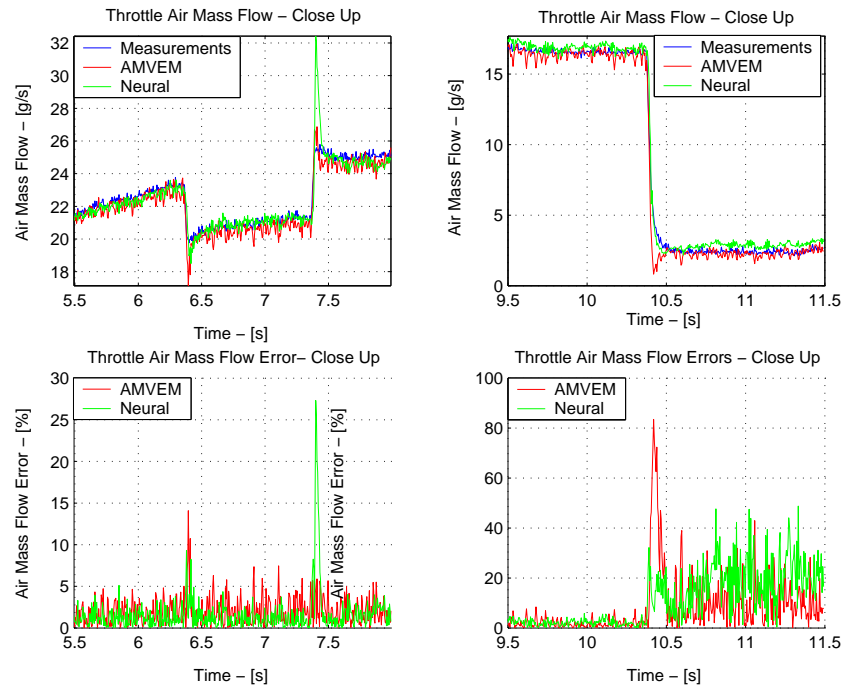 Throttle Air Mass Flow – Close Up
Air Mass Flow – [g/s]
32
30
28
26
24
22
20
18
17
Measurements
AMVEM
Neural
5.5
6
6.5
7
7.5
Time – [s]
Throttle Air Mass Flow – Close Up
Air Mass Flow – [g/s]
15
10
5
0
Measurements
AMVEM
Neural
9.5
10
10.5
11
11.5
Time – [s]
Throttle Air Mass Flow Error– Close Up
Air Mass Flow Error – [%]
30
25
20
15
10
5
0
AMVEM
Neural
5.5
6
6.5
7
7.5
Time – [s]
Throttle Air Mass Flow Errors – Close Up
Air Mass Flow Error – [%]
100
80
60
40
20
0
AMVEM
Neural
9.5
10
10.5
11
11.5
Time – [s]